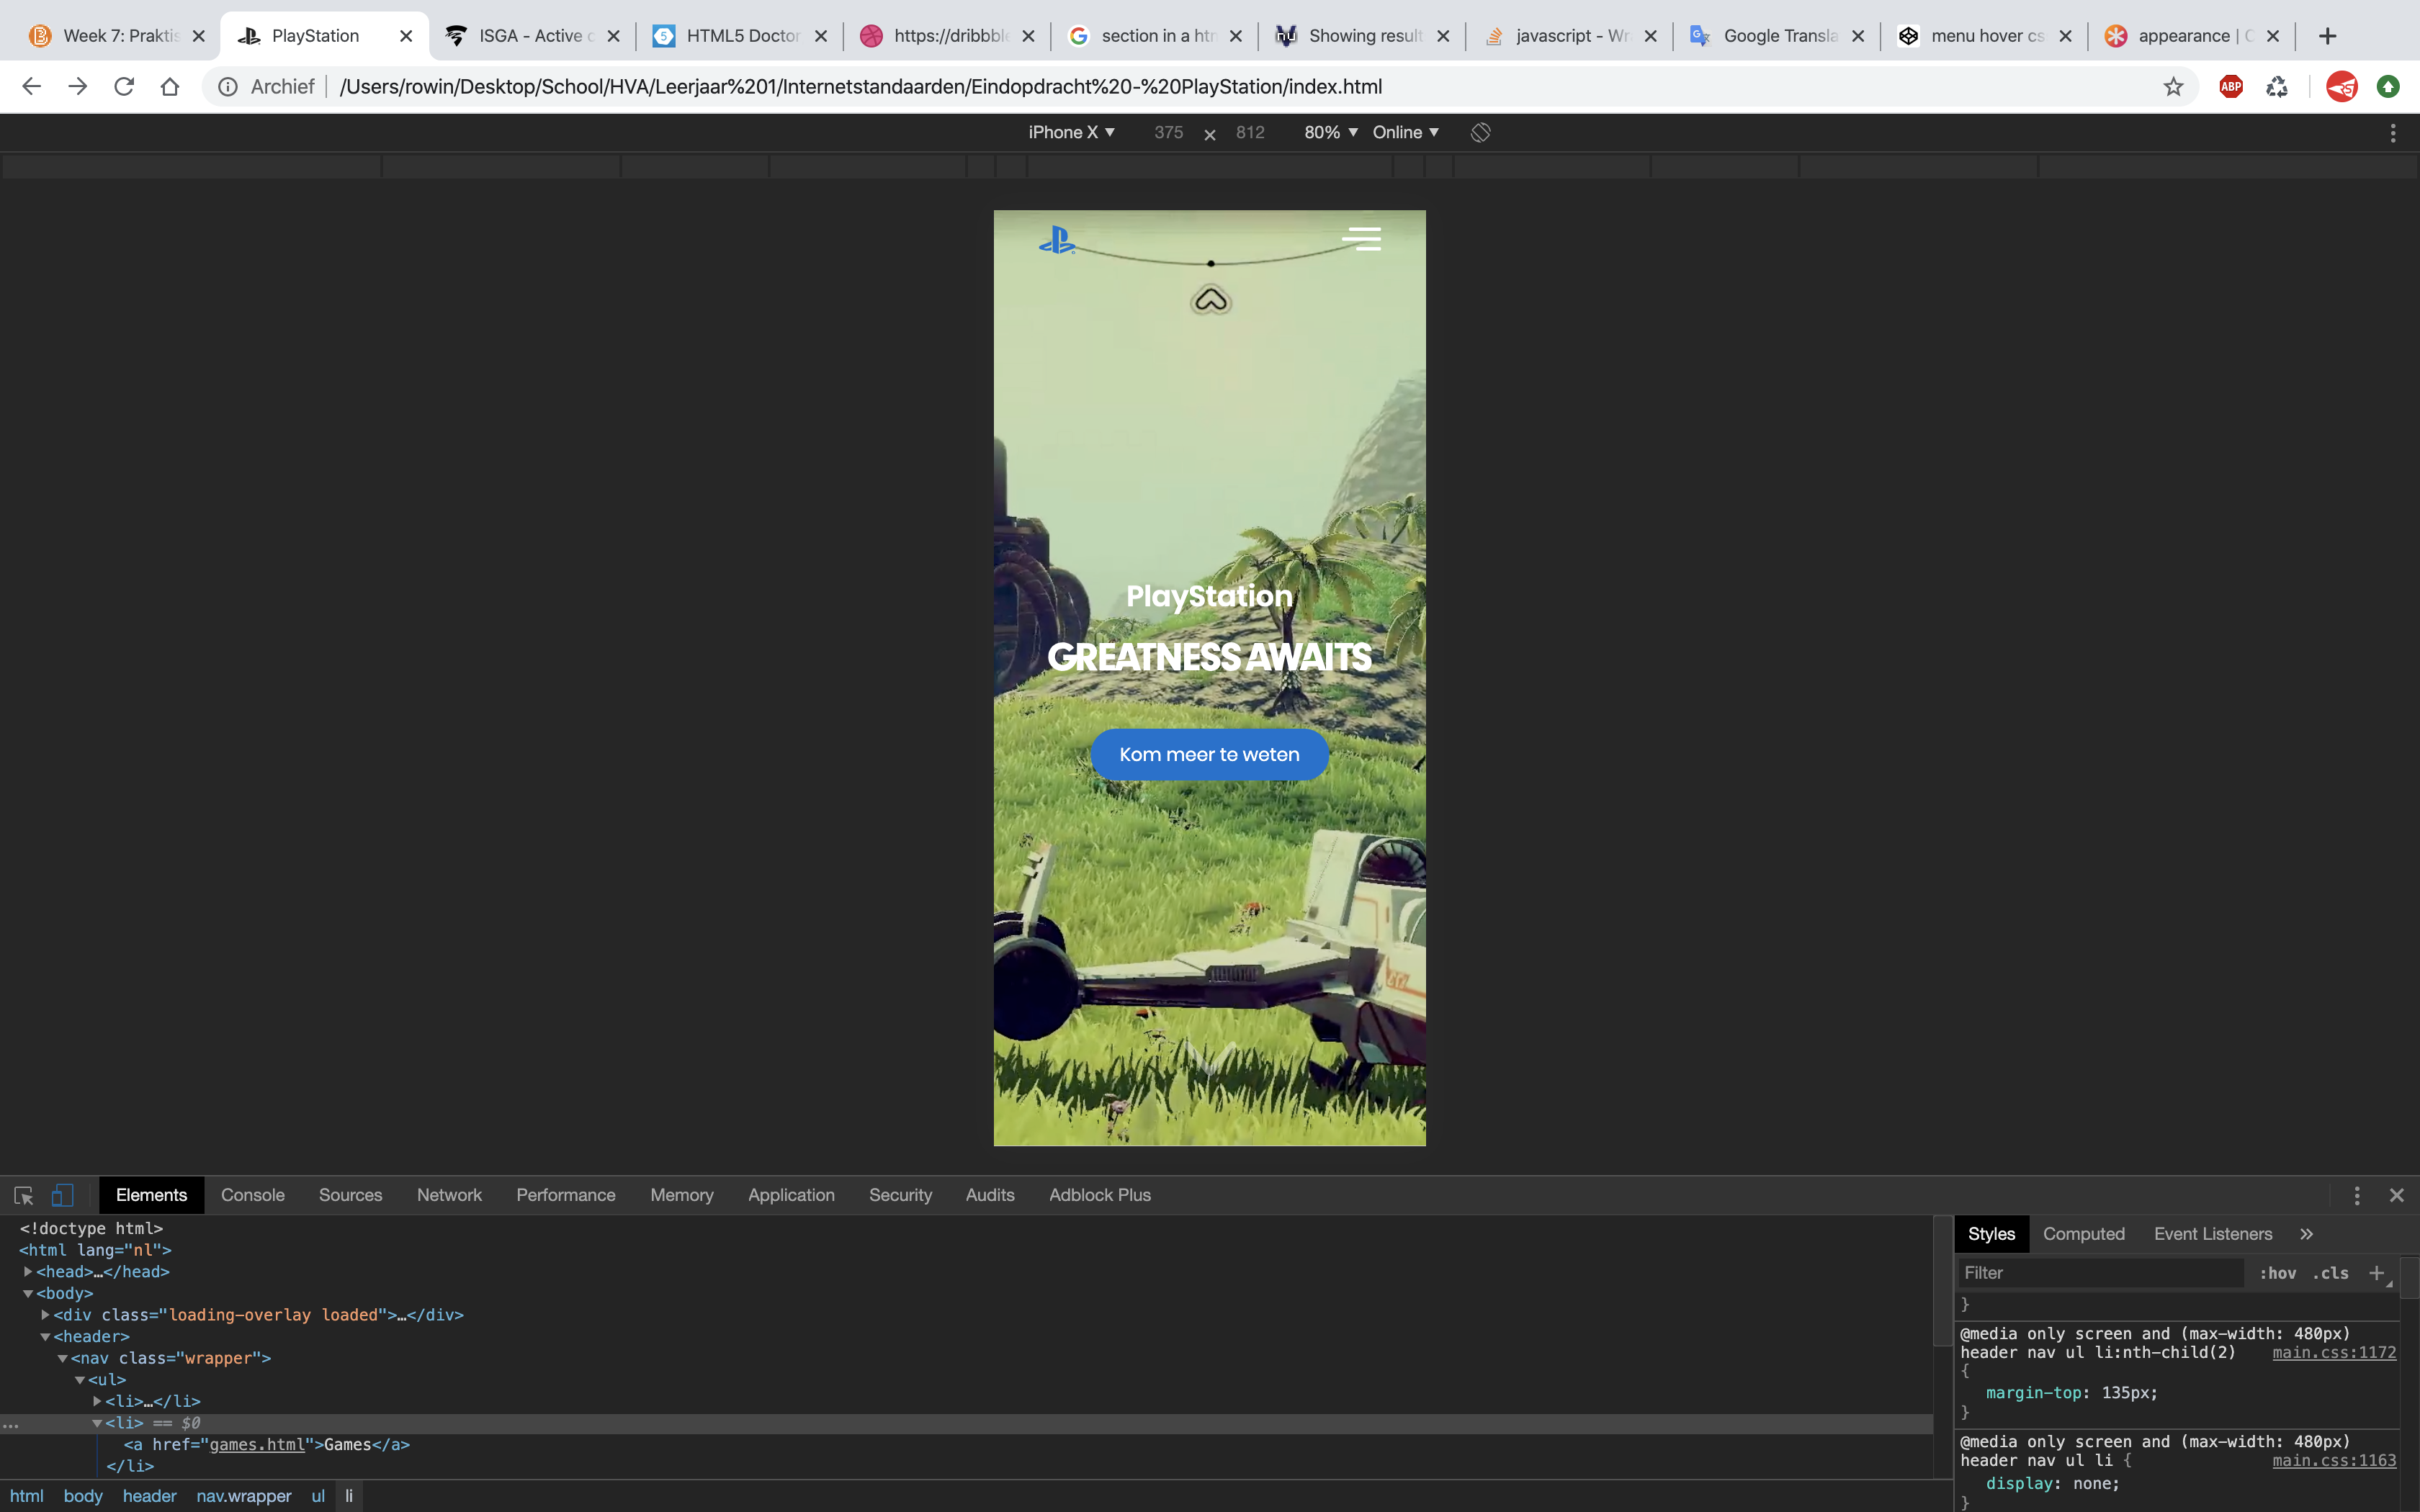 Week 7: Praktis
PlayStation
ISGA - Active c
HTML5 Doctor
https://dribbble
section in a htm
Showing result
javascript - Wr
Google Transla
menu hover cs
appearance | C
Archief /Users/rowin/Desktop/School/HVA/Leerjaar%201/Internetstandaarden/Eindopdracht%20-%20PlayStation/index.html
ABP
iPhone X 375 × 812 80% Online
PlayStation
GREATNESS AWAITS
Kom meer te weten
Elements Console Sources Network Performance Memory Application Security Audits Adblock Plus
<!doctype html>
<html lang="nl">
<head>…</head>
<body>
<div class="loading-overlay loaded">…</div>
<header>
<nav class="wrapper">
<ul>
<li>…</li>
… <li> == $0
<a href="games.html">Games</a>
</li>
html body header nav.wrapper ul li
Styles Computed Event Listeners »
Filter :hov .cls +
}
@media only screen and (max-width: 480px)
header nav ul li:nth-child(2) main.css:1172
{
margin-top: 135px;
}
@media only screen and (max-width: 480px)
header nav ul li { main.css:1163
display: none;
}